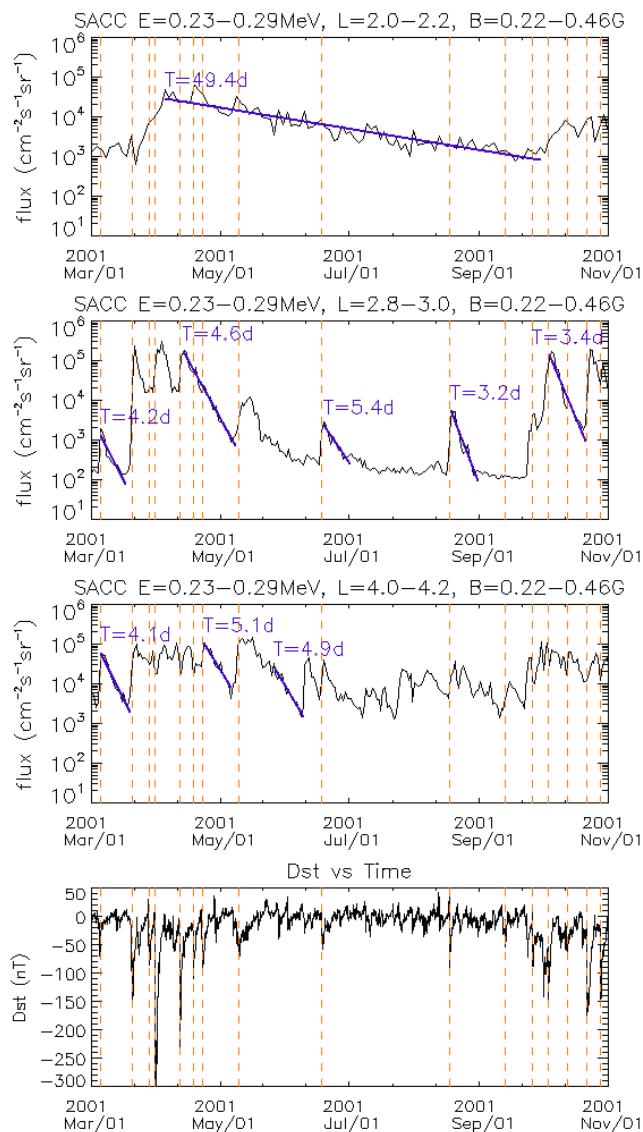 SACC E=0.23−0.29MeV, L=2.0−2.2, B=0.22−0.46G
flux (cm⁻²s⁻¹sr⁻¹)
10⁶
10⁵
10⁴
10³
10²
10¹
T=49.4d
2001 2001 2001 2001 2001
Mar/01 May/01 Jul/01 Sep/01 Nov/01
SACC E=0.23−0.29MeV, L=2.8−3.0, B=0.22−0.46G
flux (cm⁻²s⁻¹sr⁻¹)
10⁶
10⁵
10⁴
10³
10²
10¹
T=4.6d T=3.4d
T=4.2d T=5.4d T=3.2d
2001 2001 2001 2001 2001
Mar/01 May/01 Jul/01 Sep/01 Nov/01
SACC E=0.23−0.29MeV, L=4.0−4.2, B=0.22−0.46G
flux (cm⁻²s⁻¹sr⁻¹)
10⁶
10⁵
10⁴
10³
10²
10¹
T=4.1d T=5.1d T=4.9d
2001 2001 2001 2001 2001
Mar/01 May/01 Jul/01 Sep/01 Nov/01
Dst vs Time
Dst (nT)
50
0
−50
−100
−150
−200
−250
−300
2001 2001 2001 2001 2001
Mar/01 May/01 Jul/01 Sep/01 Nov/01